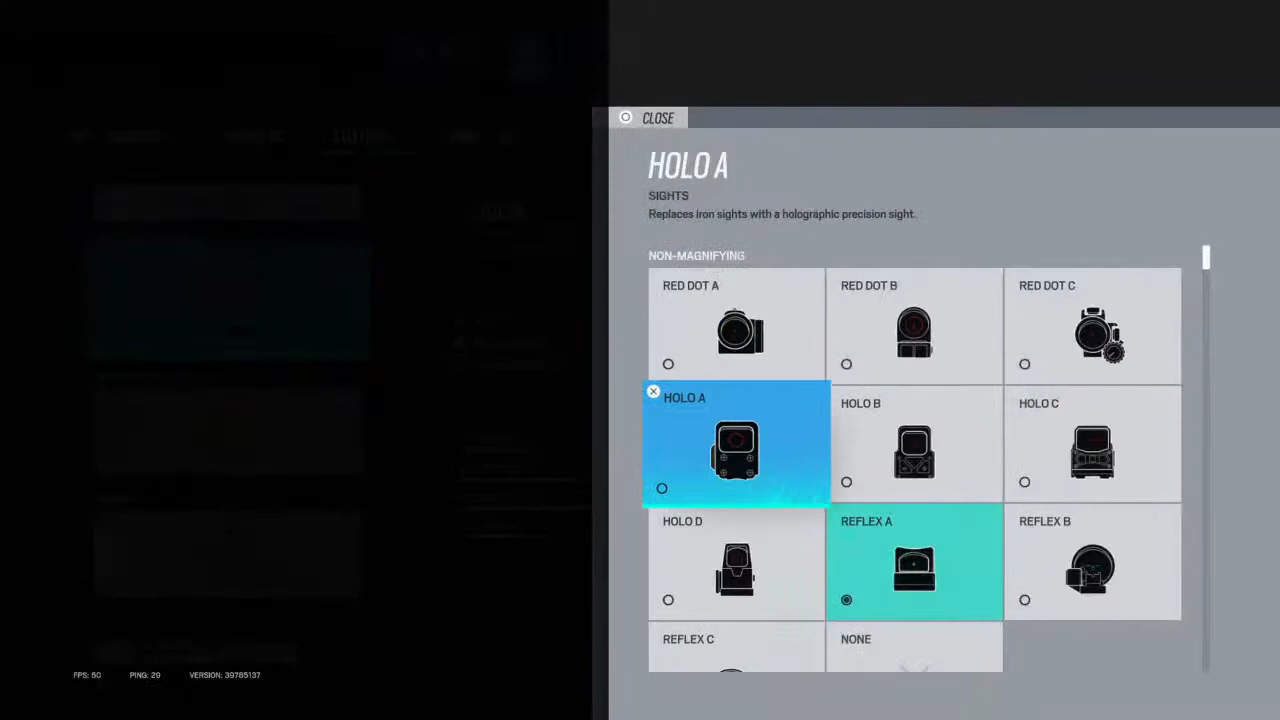 CLOSE
HOLO A
SIGHTS
Replaces iron sights with a holographic precision sight.
NON-MAGNIFYING
RED DOT A
RED DOT B
RED DOT C
HOLO A
HOLO B
HOLO C
HOLO D
REFLEX A
REFLEX B
REFLEX C
NONE
FPS: 50
PING: 29
VERSION: 39785137